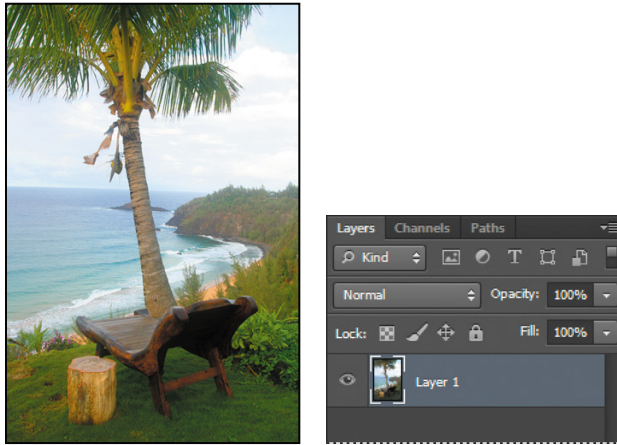 Layers Channels Paths
Kind T
Normal Opacity: 100%
Lock: Fill: 100%
Layer 1